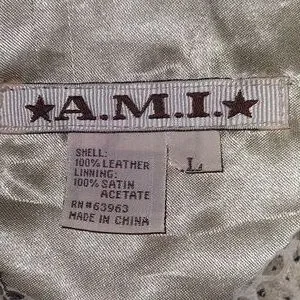 ★A.M.I.★
SHELL:
100% LEATHER
LINNING:
100% SATIN
ACETATE
RN#63963
MADE IN CHINA
L